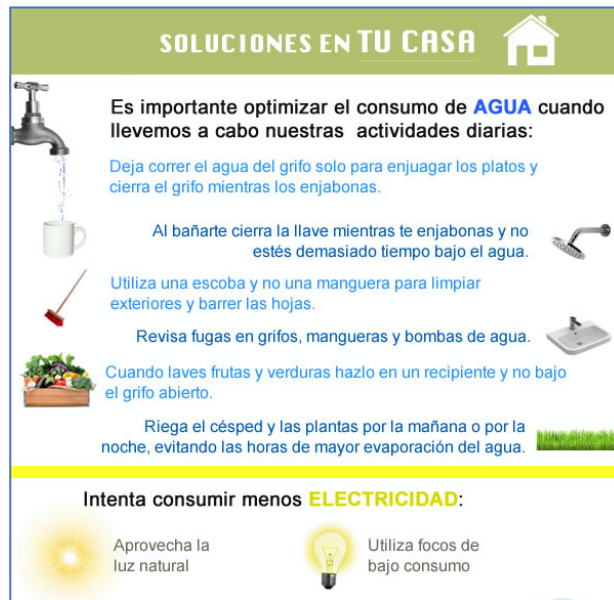 SOLUCIONES EN TU CASA
Es importante optimizar el consumo de AGUA cuando
llevemos a cabo nuestras actividades diarias:
Deja correr el agua del grifo solo para enjuagar los platos y
cierra el grifo mientras los enjabonas.
Al bañarte cierra la llave mientras te enjabonas y no
estés demasiado tiempo bajo el agua.
Utiliza una escoba y no una manguera para limpiar
exteriores y barrer las hojas.
Revisa fugas en grifos, mangueras y bombas de agua.
Cuando laves frutas y verduras hazlo en un recipiente y no bajo
el grifo abierto.
Riega el césped y las plantas por la mañana o por la
noche, evitando las horas de mayor evaporación del agua.
Intenta consumir menos ELECTRICIDAD:
Aprovecha la
luz natural
Utiliza focos de
bajo consumo